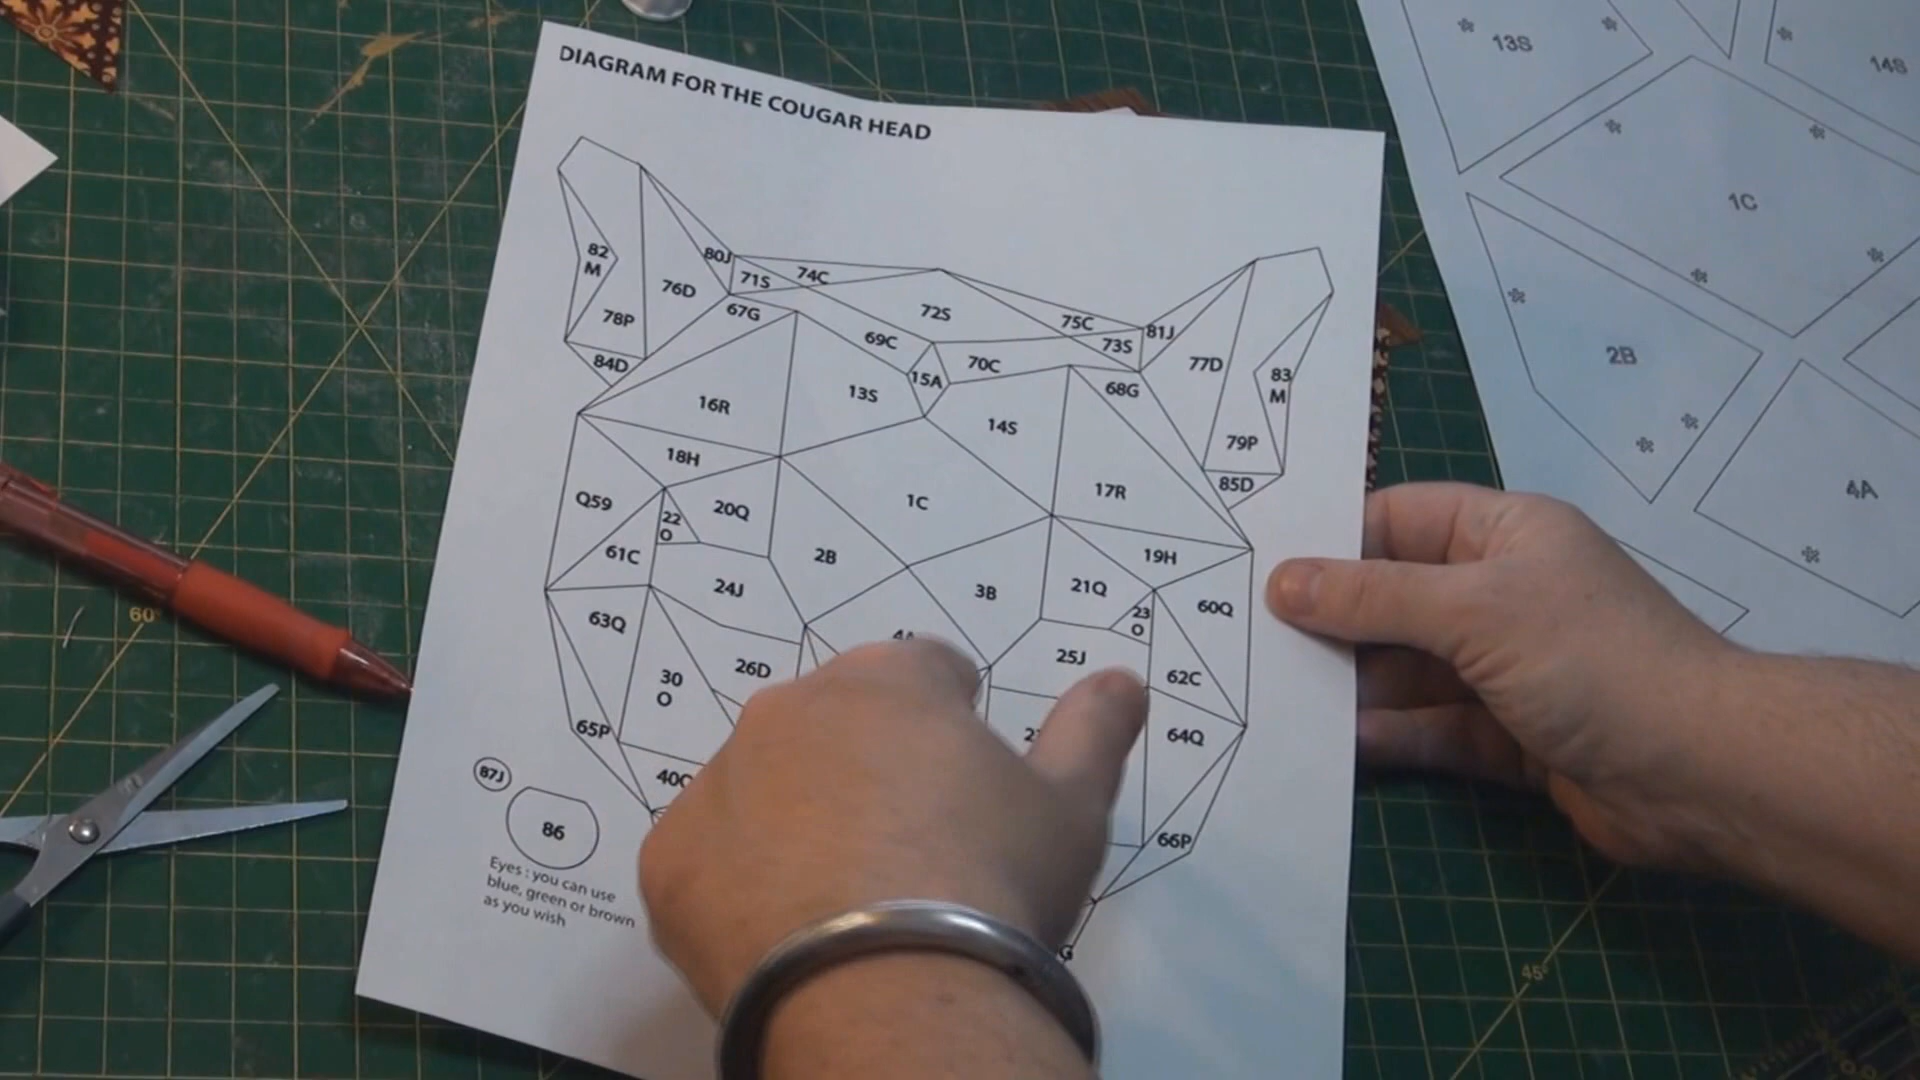 DIAGRAM FOR THE COUGAR HEAD
82
M
80J
71S
74C
76D
78P
67G
84D
72S
75C
81J
73S
69C
70C
15A
68G
77D
83
M
79P
85D
16R
13S
14S
17R
18H
1C
Q59
20Q
22
O
61C
2B
24J
19H
3B
21Q
23
O
60Q
63Q
26D
25J
62C
30
O
65P
40C
64Q
66P
87J
86
Eyes : you can use
blue, green or brown
as you wish
G
13S
14S
1C
2B
4A
60°
45°